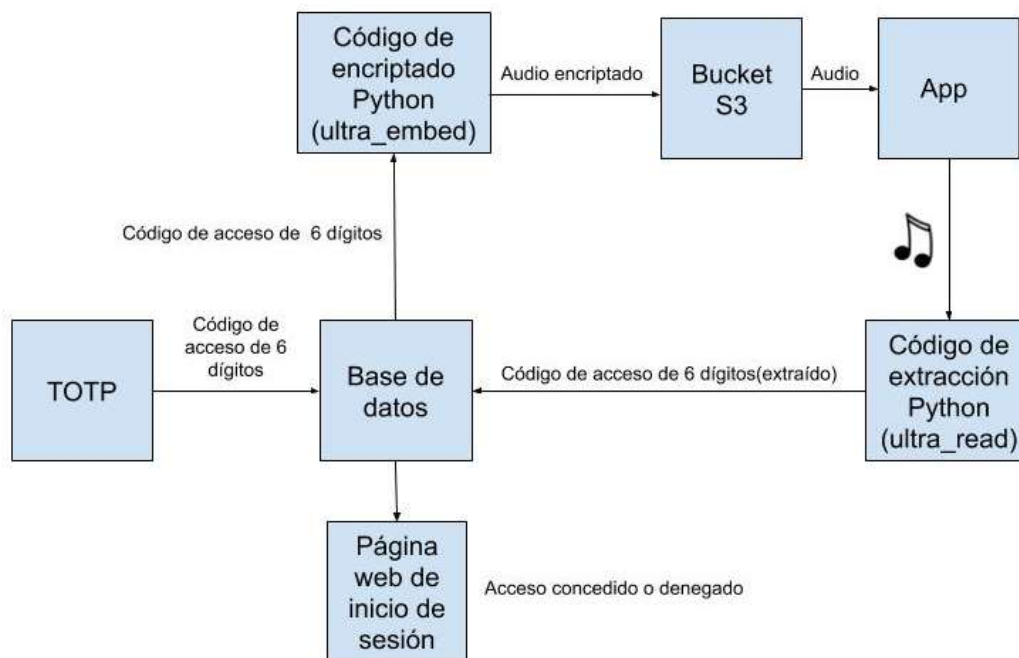 Código de
encriptado
Python
(ultra_embed)
Audio encriptado
Bucket
S3
Audio
App
Código de acceso de 6 dígitos
TOTP
Código de
acceso de 6
dígitos
Base de
datos
Código de acceso de 6 dígitos(extraído)
Código de
extracción
Python
(ultra_read)
Página
web de
inicio de
sesión
Acceso concedido o denegado